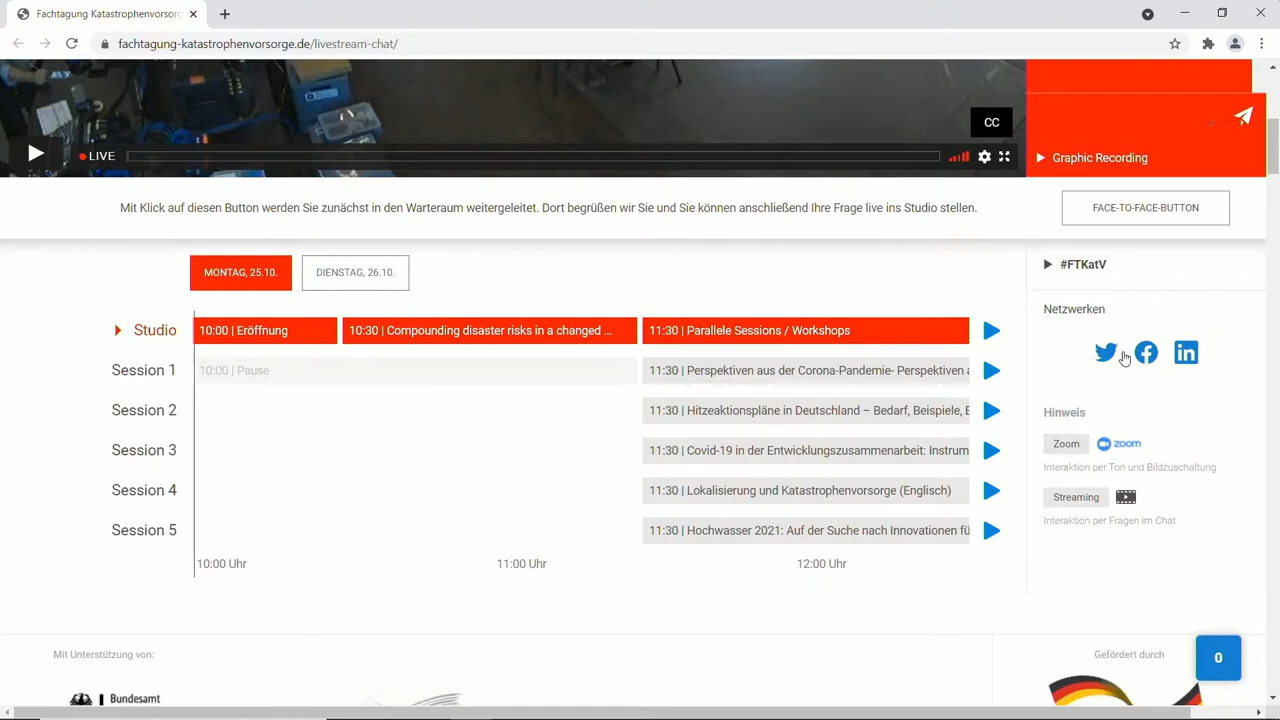 Fachtagung Katastrophenvorsorg
fachtagung-katastrophenvorsorge.de/livestream-chat/
CC
LIVE
Graphic Recording
Mit Klick auf diesen Button werden Sie zunächst in den Warteraum weitergeleitet. Dort begrüßen wir Sie und Sie können anschließend Ihre Frage live ins Studio stellen.
FACE-TO-FACE-BUTTON
MONTAG, 25.10.
DIENSTAG, 26.10.
#FTKatV
Netzwerken
Studio
10:00 | Eröffnung
10:30 | Compounding disaster risks in a changed ...
11:30 | Parallele Sessions / Workshops
Session 1
10:00 | Pause
11:30 | Perspektiven aus der Corona-Pandemie- Perspektiven a
Session 2
11:30 | Hitzeaktionspläne in Deutschland – Bedarf, Beispiele, E
Session 3
11:30 | Covid-19 in der Entwicklungszusammenarbeit: Instrum
Session 4
11:30 | Lokalisierung und Katastrophenvorsorge (Englisch)
Session 5
11:30 | Hochwasser 2021: Auf der Suche nach Innovationen fü
10:00 Uhr
11:00 Uhr
12:00 Uhr
Hinweis
Zoom
zoom
Interaktion per Ton und Bildzuschaltung
Streaming
Interaktion per Fragen im Chat
Mit Unterstützung von:
Gefördert durch
0
Bundesamt